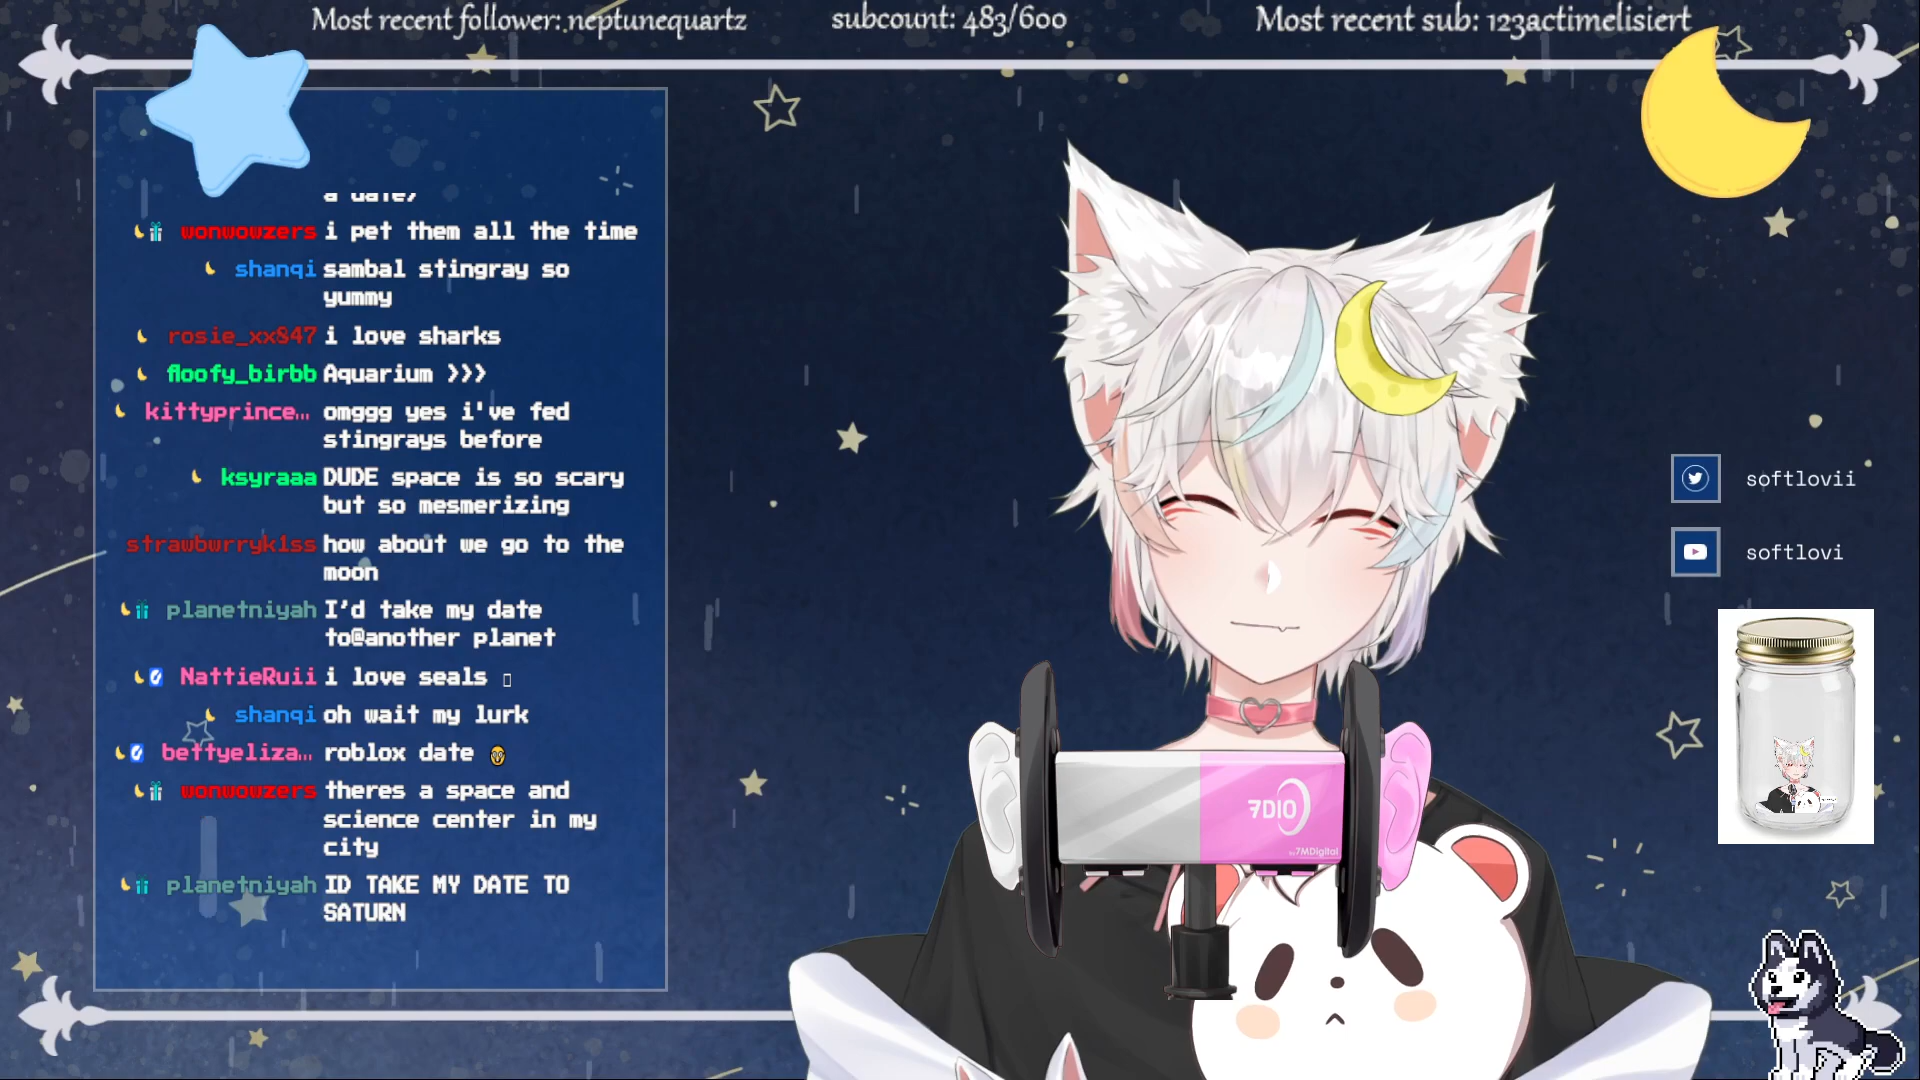 Most recent follower: neptunequartz
subcount: 483/600
Most recent sub: 123actimelisiert
wonwowzers i pet them all the time
shanqi sambal stingray so
yummy
rosie_xx847 i love sharks
floofy_birbb Aquarium >>>
kittyprince... omggg yes i've fed
stingrays before
ksyraaa DUDE space is so scary
but so mesmerizing
strawbwrryk1ss how about we go to the
moon
planetniyah I'd take my date
to@another planet
NattieRuii i love seals
shanqi oh wait my lurk
bettyeliza... roblox date
wonwowzers theres a space and
science center in my
city
planetniyah ID TAKE MY DATE TO
SATURN
softlovii
softlovi
7DIO
by 7MDigital